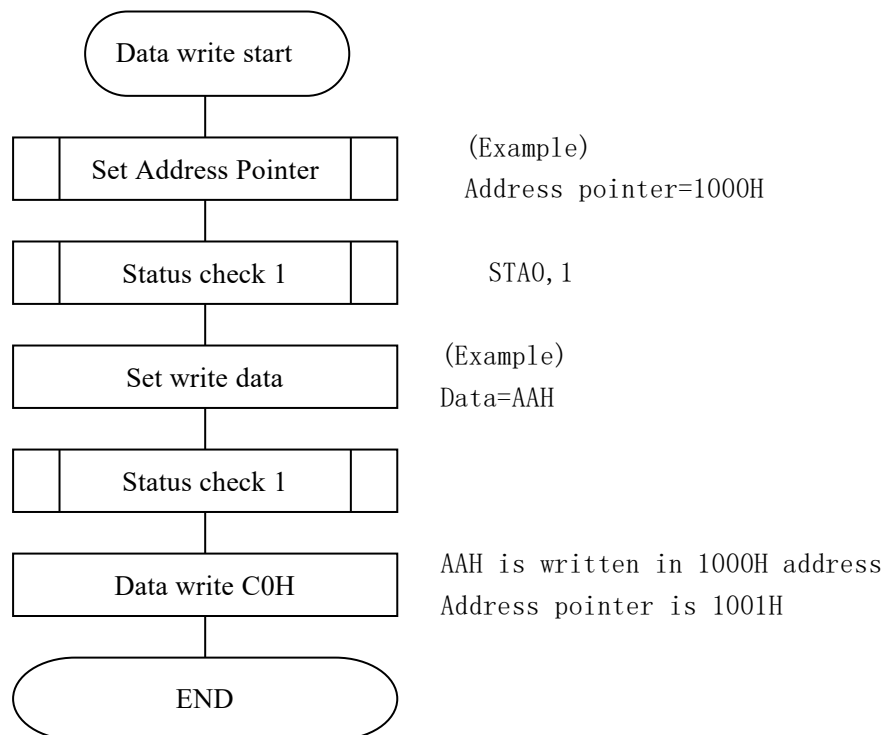 Data write start
Set Address Pointer
(Example)
Address pointer=1000H
Status check 1
STA0,1
Set write data
(Example)
Data=AAH
Status check 1
Data write C0H
AAH is written in 1000H address
Address pointer is 1001H
END